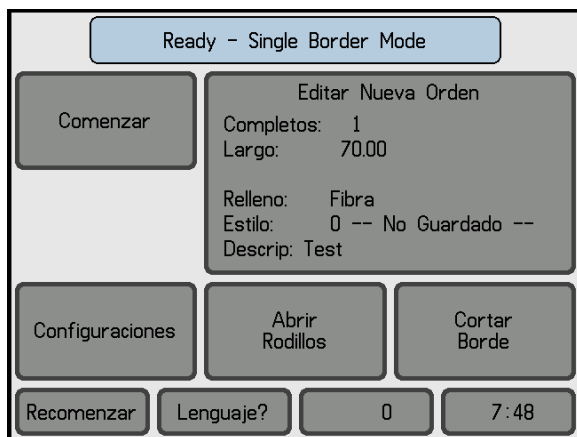 Ready - Single Border Mode
Comenzar
Editar Nueva Orden
Completos: 1
Largo: 70.00
Relleno: Fibra
Estilo: 0 -- No Guardado --
Descrip: Test
Configuraciones
Abrir
Rodillos
Cortar
Borde
Recomenzar
Lenguaje?
0
7:48